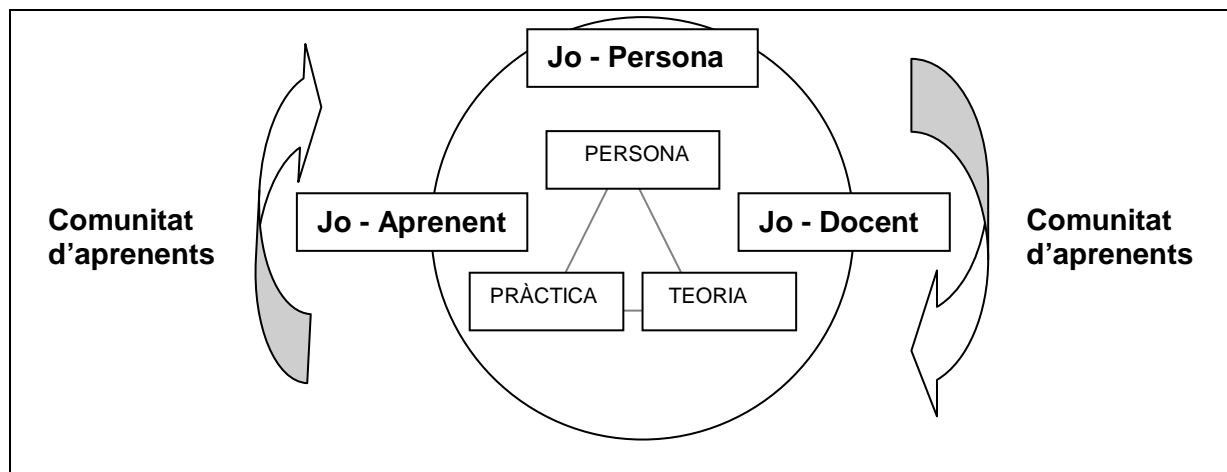 Jo - Persona
PERSONA
Comunitat
d'aprenents
Jo - Aprenent
Jo - Docent
Comunitat
d'aprenents
PRÀCTICA
TEORIA